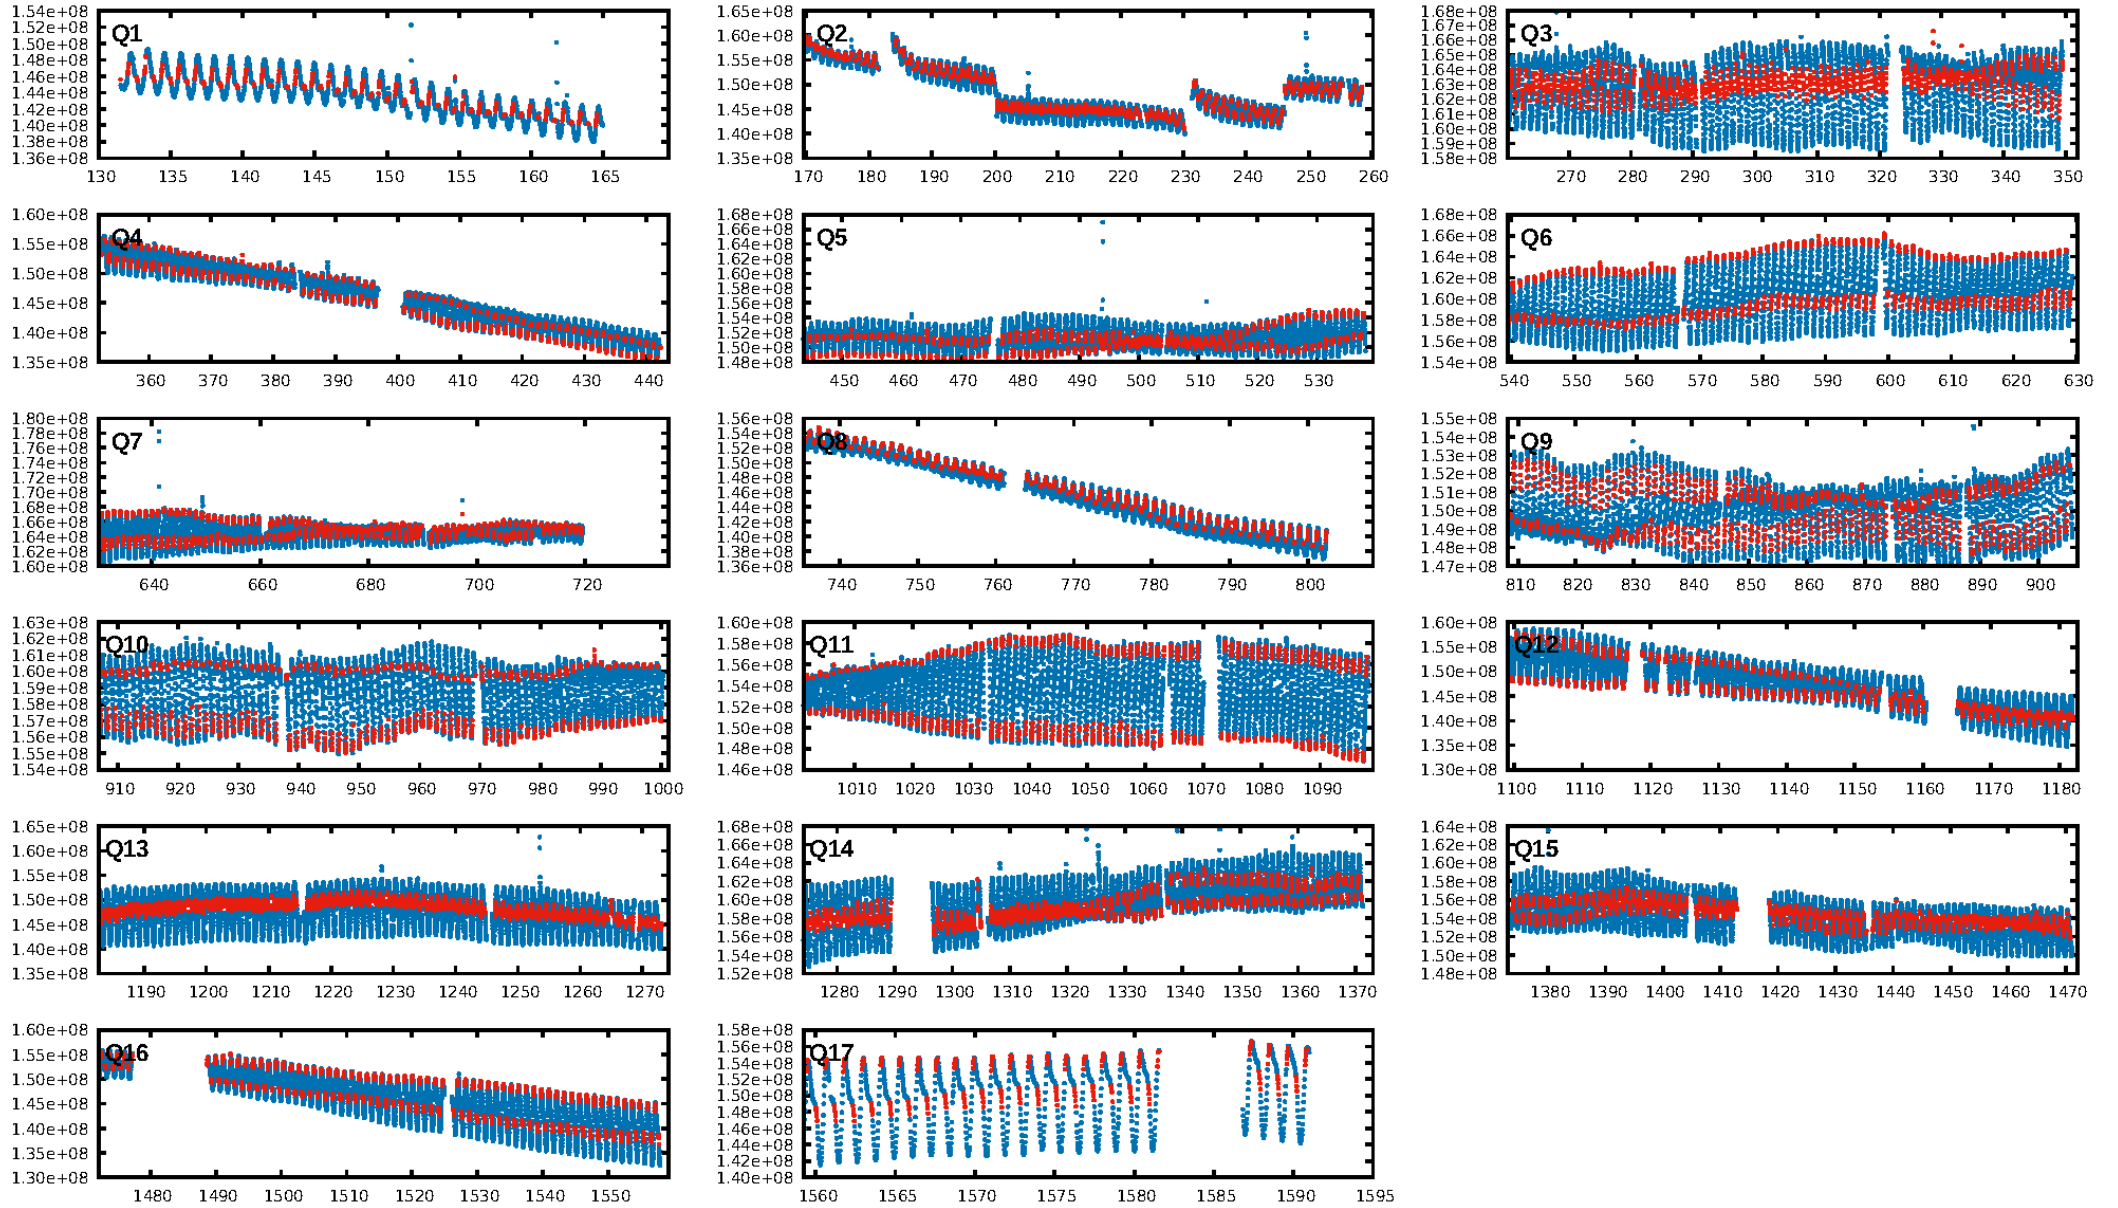 1.54e+08
1.52e+08
1.50e+08
1.48e+08
1.46e+08
1.44e+08
1.42e+08
1.40e+08
1.38e+08
1.36e+08
Q1
130 135 140 145 150 155 160 165
1.65e+08
1.60e+08
1.55e+08
1.50e+08
1.45e+08
1.40e+08
1.35e+08
Q2
170 180 190 200 210 220 230 240 250 260
1.68e+08
1.67e+08
1.66e+08
1.65e+08
1.64e+08
1.63e+08
1.62e+08
1.61e+08
1.60e+08
1.59e+08
1.58e+08
Q3
270 280 290 300 310 320 330 340 350
1.60e+08
1.55e+08
1.50e+08
1.45e+08
1.40e+08
1.35e+08
Q4
360 370 380 390 400 410 420 430 440
1.68e+08
1.66e+08
1.64e+08
1.62e+08
1.60e+08
1.58e+08
1.56e+08
1.54e+08
1.52e+08
1.50e+08
1.48e+08
Q5
450 460 470 480 490 500 510 520 530
1.68e+08
1.66e+08
1.64e+08
1.62e+08
1.60e+08
1.58e+08
1.56e+08
1.54e+08
Q6
540 550 560 570 580 590 600 610 620 630
1.80e+08
1.78e+08
1.76e+08
1.74e+08
1.72e+08
1.70e+08
1.68e+08
1.66e+08
1.64e+08
1.62e+08
1.60e+08
Q7
640 660 680 700 720
1.56e+08
1.54e+08
1.52e+08
1.50e+08
1.48e+08
1.46e+08
1.44e+08
1.42e+08
1.40e+08
1.38e+08
1.36e+08
Q8
740 750 760 770 780 790 800
1.55e+08
1.54e+08
1.53e+08
1.52e+08
1.51e+08
1.50e+08
1.49e+08
1.48e+08
1.47e+08
Q9
810 820 830 840 850 860 870 880 890 900
1.63e+08
1.62e+08
1.61e+08
1.60e+08
1.59e+08
1.58e+08
1.57e+08
1.56e+08
1.55e+08
1.54e+08
Q10
910 920 930 940 950 960 970 980 990 1000
1.60e+08
1.58e+08
1.56e+08
1.54e+08
1.52e+08
1.50e+08
1.48e+08
1.46e+08
Q11
1010 1020 1030 1040 1050 1060 1070 1080 1090
1.60e+08
1.55e+08
1.50e+08
1.45e+08
1.40e+08
1.35e+08
1.30e+08
Q12
1100 1110 1120 1130 1140 1150 1160 1170 1180
1.65e+08
1.60e+08
1.55e+08
1.50e+08
1.45e+08
1.40e+08
1.35e+08
Q13
1190 1200 1210 1220 1230 1240 1250 1260 1270
1.68e+08
1.66e+08
1.64e+08
1.62e+08
1.60e+08
1.58e+08
1.56e+08
1.54e+08
1.52e+08
Q14
1280 1290 1300 1310 1320 1330 1340 1350 1360 1370
1.64e+08
1.62e+08
1.60e+08
1.58e+08
1.56e+08
1.54e+08
1.52e+08
1.50e+08
1.48e+08
Q15
1380 1390 1400 1410 1420 1430 1440 1450 1460 1470
1.60e+08
1.55e+08
1.50e+08
1.45e+08
1.40e+08
1.35e+08
1.30e+08
Q16
1480 1490 1500 1510 1520 1530 1540 1550
1.58e+08
1.56e+08
1.54e+08
1.52e+08
1.50e+08
1.48e+08
1.46e+08
1.44e+08
1.42e+08
1.40e+08
Q17
1560 1565 1570 1575 1580 1585 1590 1595